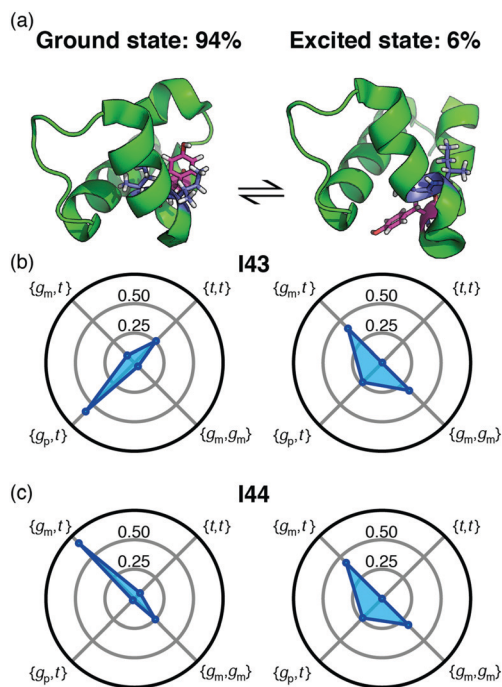 (a)
Ground state: 94% Excited state: 6%
(b) I43
{gm,t} {t,t} {gm,t} {t,t}
0.50 0.50
0.25 0.25
{gp,t} {gm,gm} {gp,t} {gm,gm}
(c) I44
{gm,t} {t,t} {gm,t} {t,t}
0.50 0.50
0.25 0.25
{gp,t} {gm,gm} {gp,t} {gm,gm}